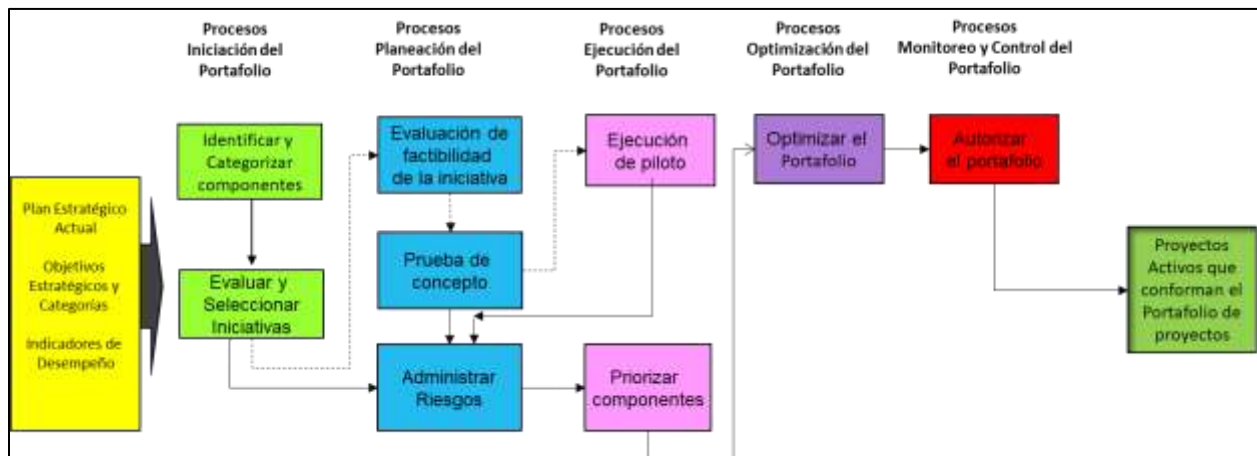 Procesos
Iniciación del
Portafolio
Procesos
Planeación del
Portafolio
Procesos
Ejecución del
Portafolio
Procesos
Optimización del
Portafolio
Procesos
Monitoreo y Control del
Portafolio
Plan Estratégico
Actual
Objetivos
Estratégicos y
Categorías
Indicadores de
Desempeño
Identificar y
Categorizar
componentes
Evaluar y
Seleccionar
Iniciativas
Evaluación de
factibilidad
de la iniciativa
Prueba de
concepto
Administrar
Riesgos
Ejecución
de piloto
Priorizar
componentes
Optimizar el
Portafolio
Autorizar
el portafolio
Proyectos
Activos que
conforman el
Portafolio de
proyectos